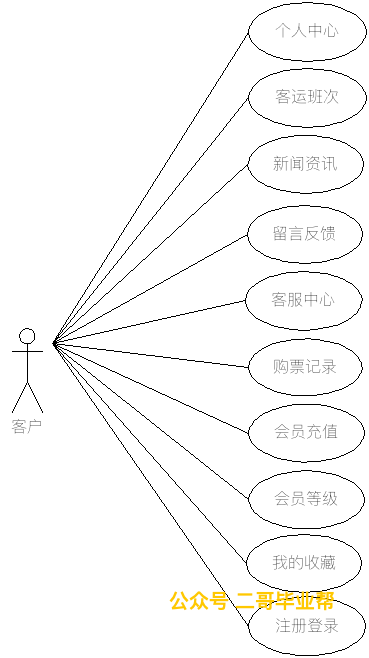 个人中心
客运班次
新闻资讯
留言反馈
客服中心
购票记录
客户
会员充值
会员等级
我的收藏
公众号 二哥毕业帮
注册登录